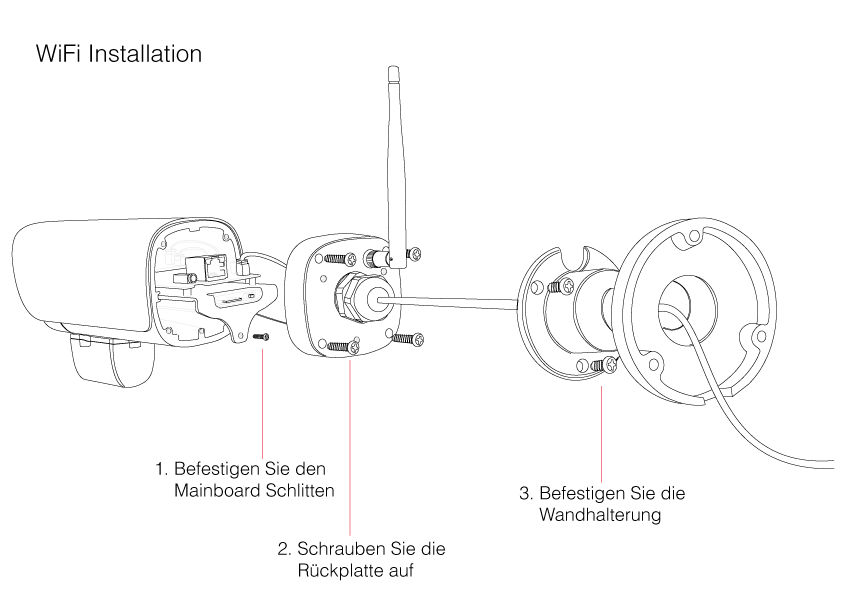 WiFi Installation
1. Befestigen Sie den
Mainboard Schlitten
2. Schrauben Sie die
Rückplatte auf
3. Befestigen Sie die
Wandhalterung